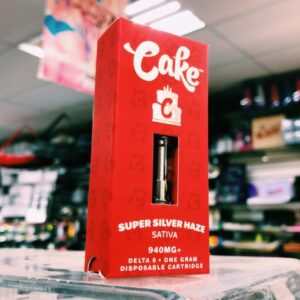 Cake
C
SUPER SILVER HAZE
SATIVA
940MG+
DELTA 8 • ONE GRAM
DISPOSABLE CARTRIDGE